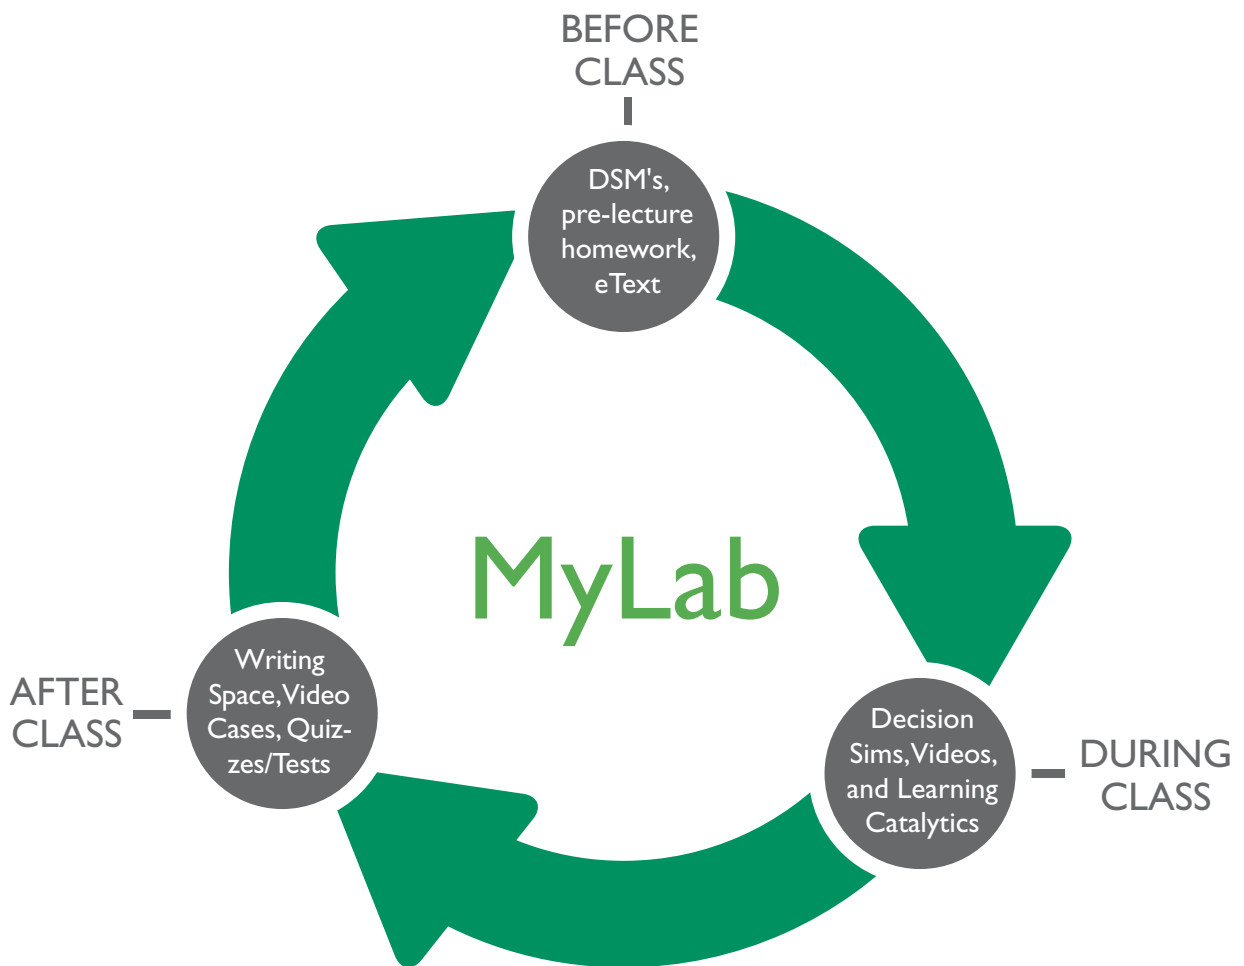 BEFORE
CLASS
DSM's,
pre-lecture
homework,
eText
MyLab
AFTER
CLASS
Writing
Space, Video
Cases, Quiz-
zes/Tests
Decision
Sims, Videos,
and Learning
Catalytics
DURING
CLASS